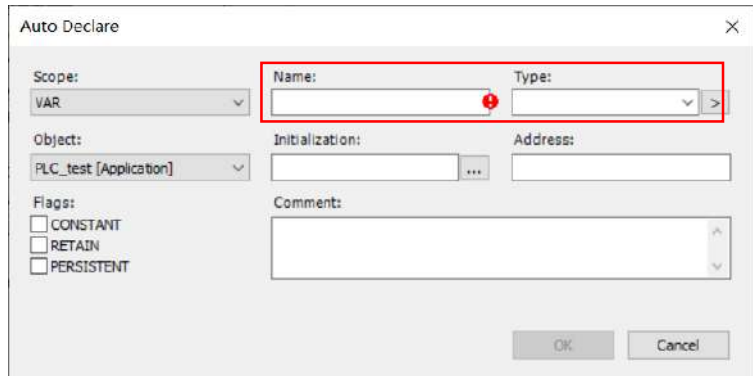 Auto Declare
Scope: Name: Type:
VAR >
Object: Initialization: Address:
PLC_test [Application] ...
Flags: Comment:
CONSTANT
RETAIN
PERSISTENT
OK Cancel